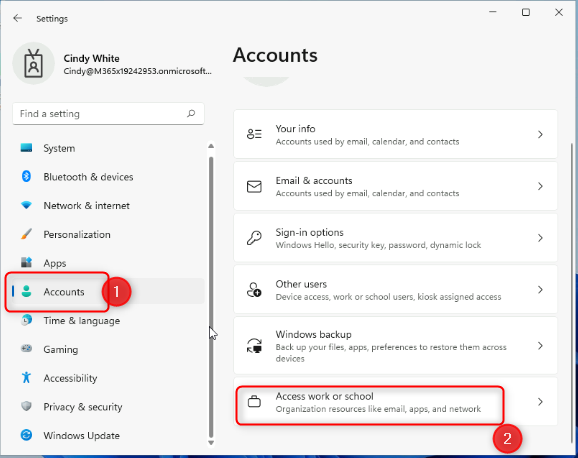 Settings
Cindy White
Cindy@M365x19242953.onmicrosoft...
Find a setting
System
Bluetooth & devices
Network & internet
Personalization
Apps
Accounts
1
Time & language
Gaming
Accessibility
Privacy & security
Windows Update
Accounts
Your info
Accounts used by email, calendar, and contacts
Email & accounts
Accounts used by email, calendar, and contacts
Sign-in options
Windows Hello, security key, password, dynamic lock
Other users
Device access, work or school users, kiosk assigned access
Windows backup
Back up your files, apps, preferences to restore them across
devices
Access work or school
Organization resources like email, apps, and network
2